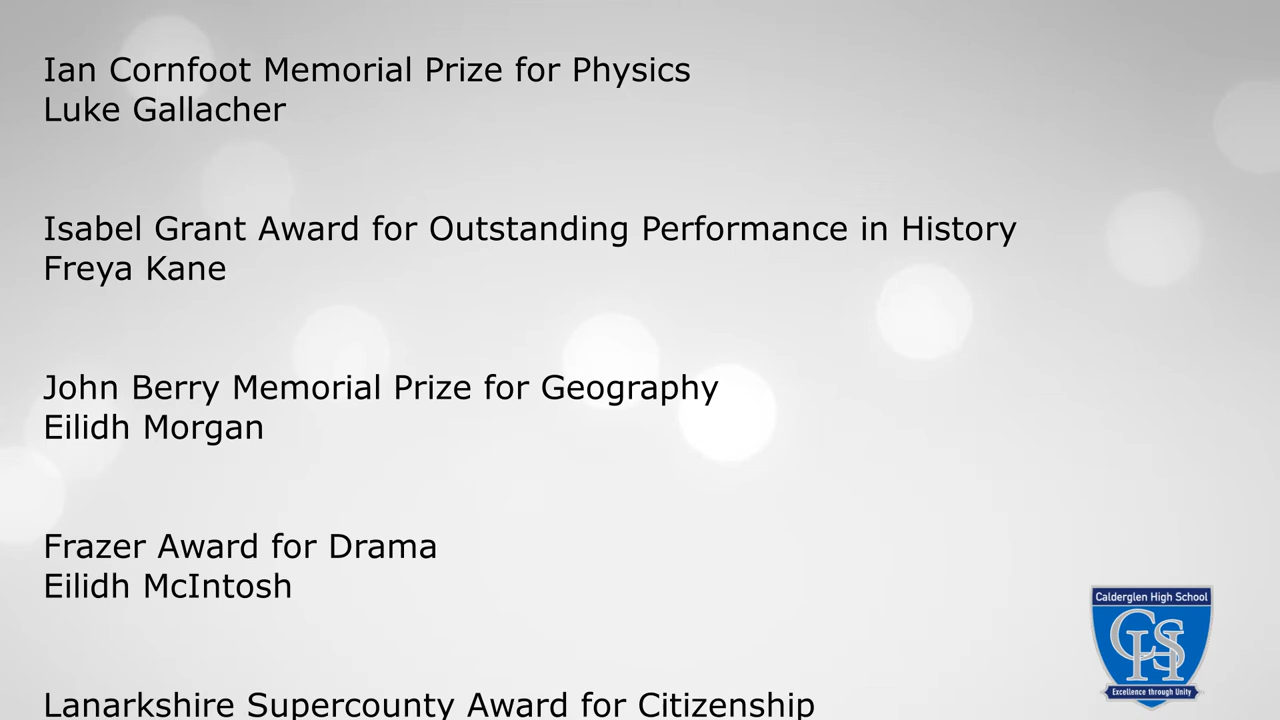 Ian Cornfoot Memorial Prize for Physics
Luke Gallacher
Isabel Grant Award for Outstanding Performance in History
Freya Kane
John Berry Memorial Prize for Geography
Eilidh Morgan
Frazer Award for Drama
Eilidh McIntosh
Lanarkshire Supercounty Award for Citizenship
Calderglen High School
CHS
Excellence through Unity